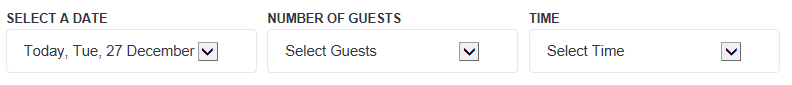 SELECT A DATE NUMBER OF GUESTS TIME
Today, Tue, 27 December Select Guests Select Time